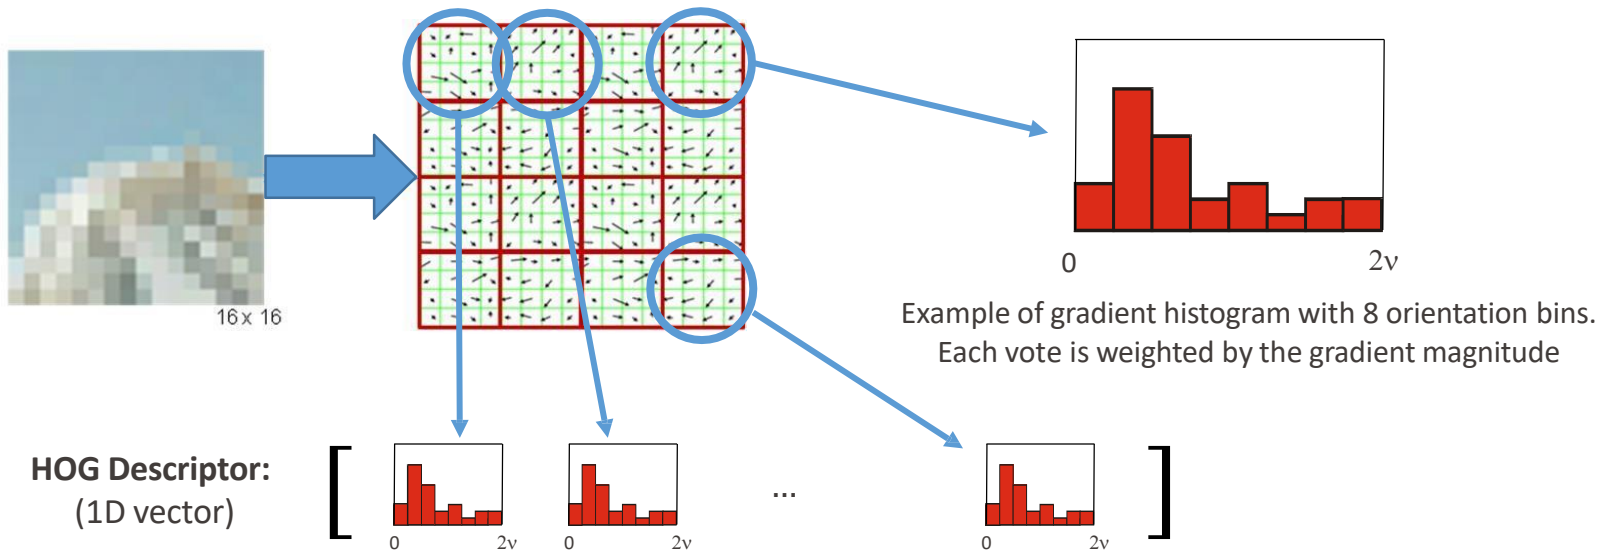 16x 16
0
2ν
Example of gradient histogram with 8 orientation bins.
Each vote is weighted by the gradient magnitude
HOG Descriptor:
(1D vector)
[
...
]
0
2ν
0
2ν
0
2ν